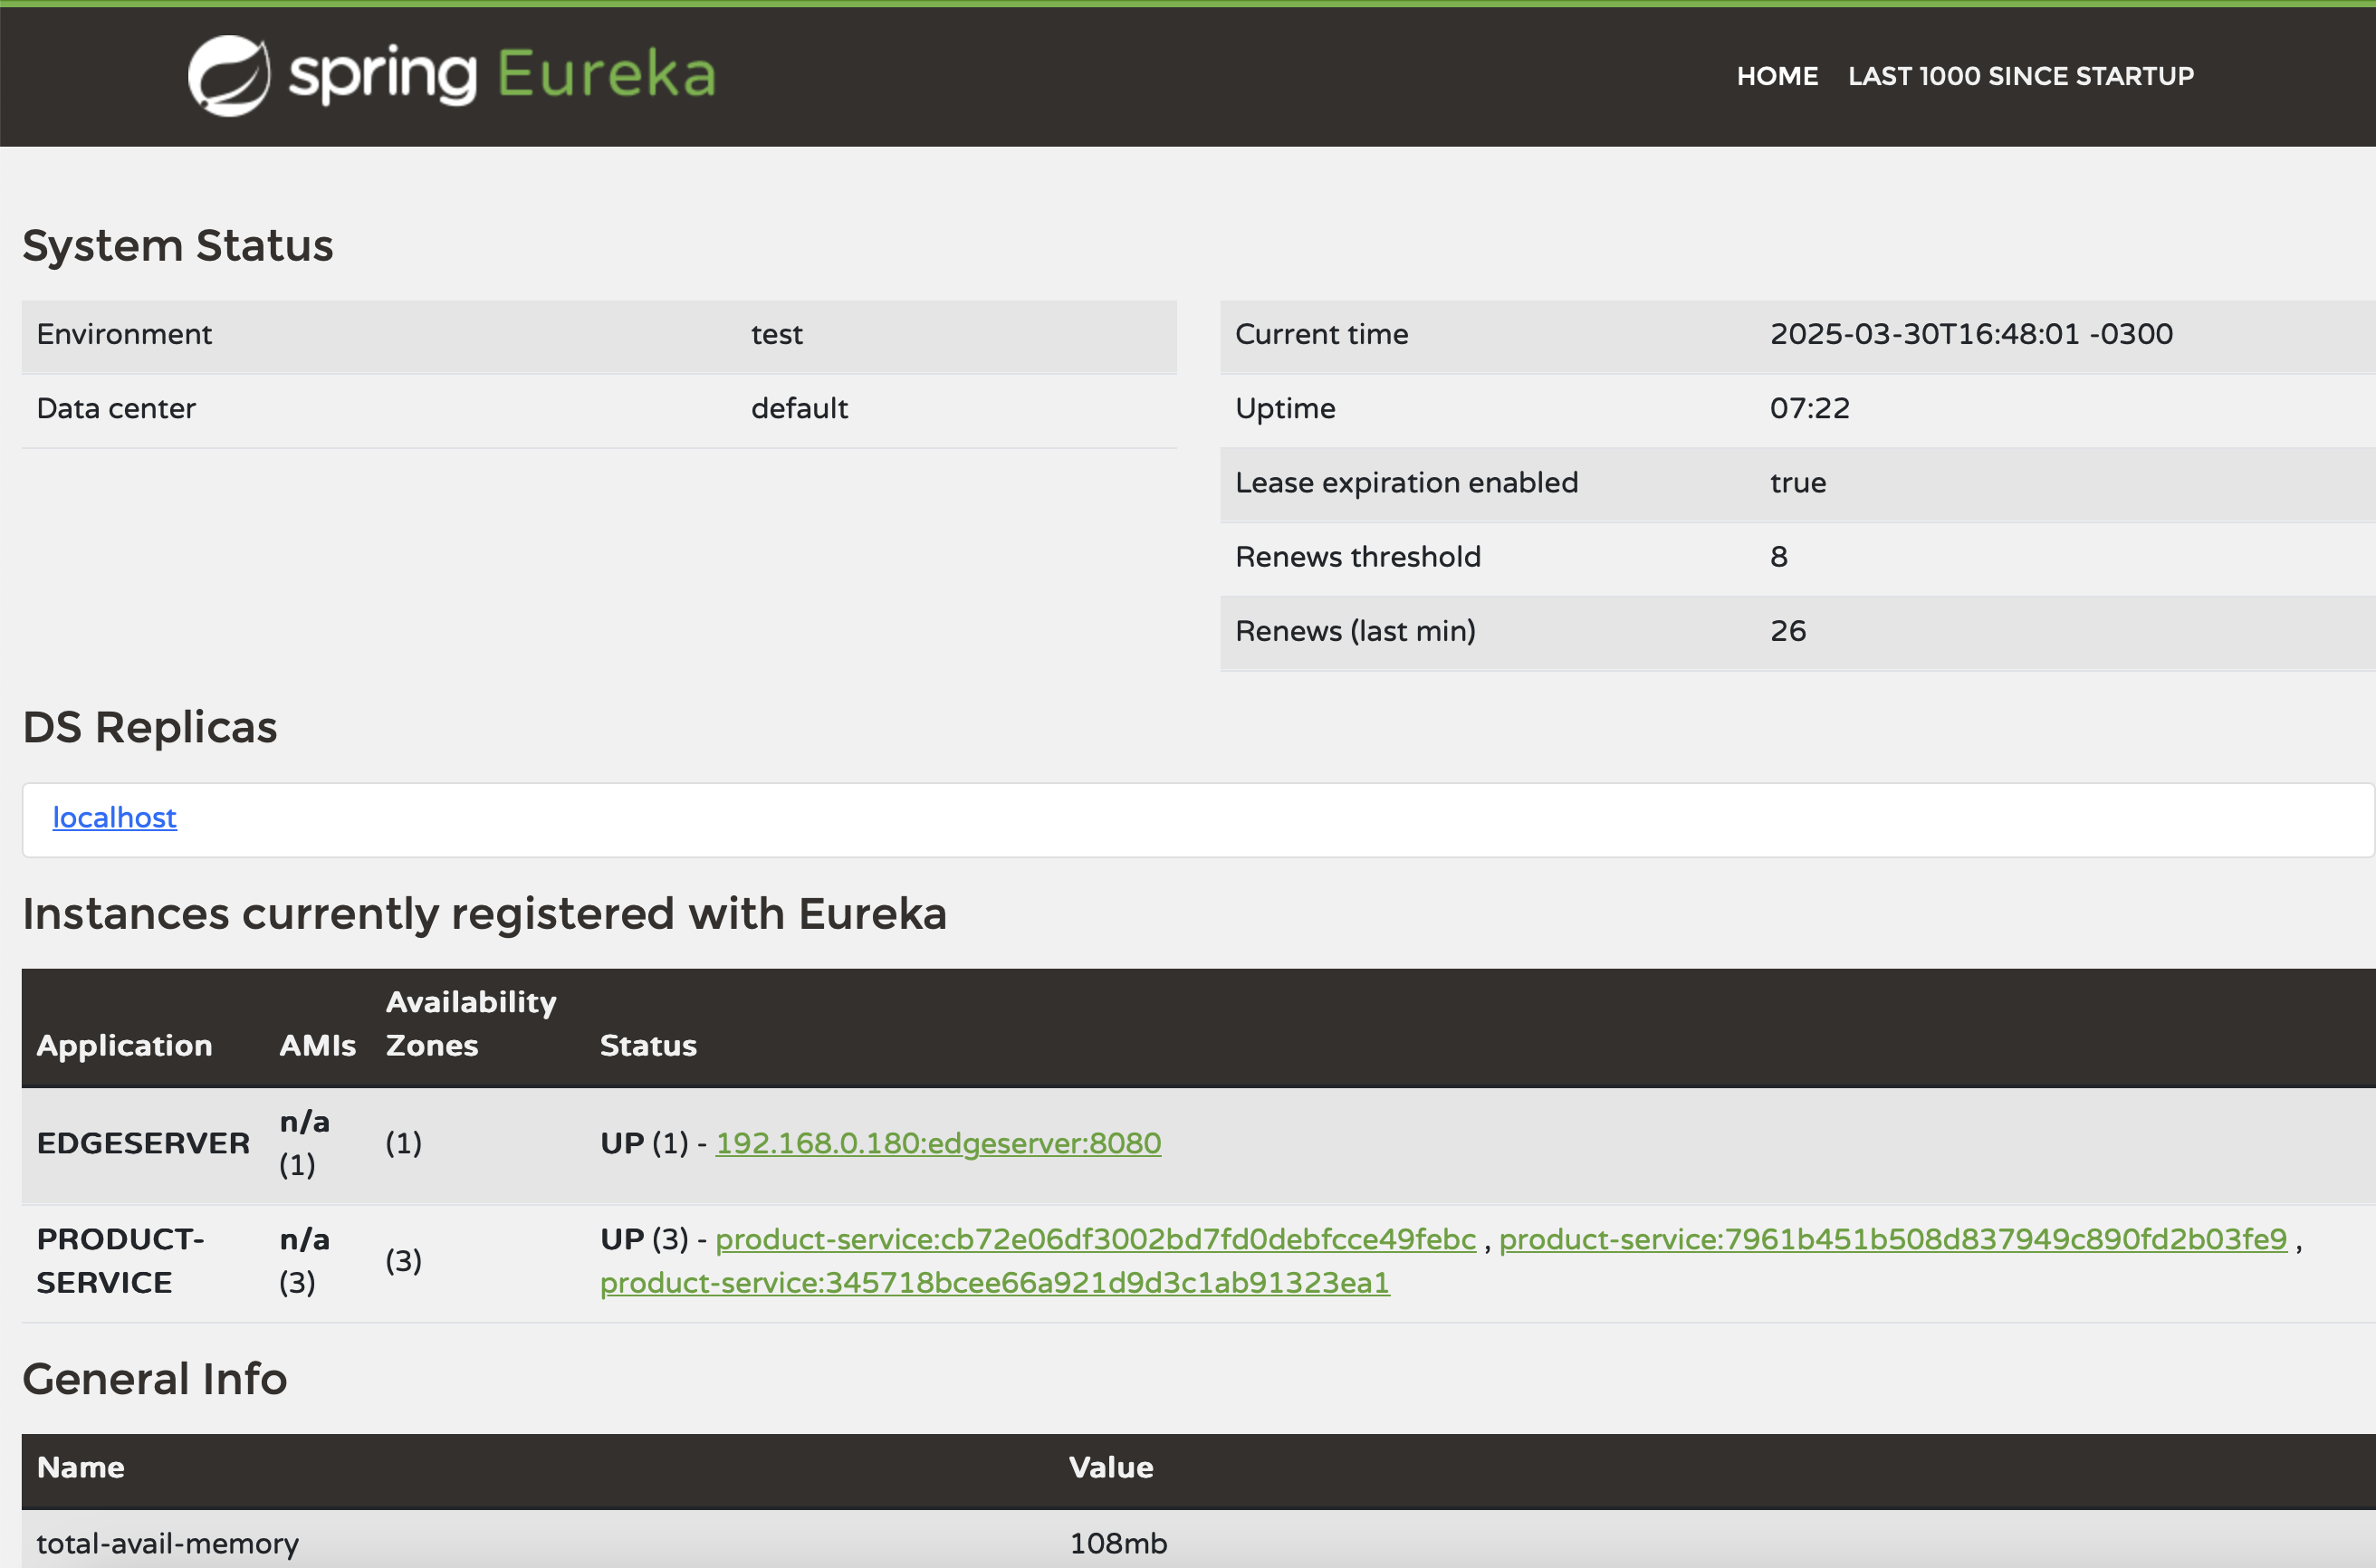 spring Eureka
HOME LAST 1000 SINCE STARTUP
System Status
Environment test
Data center default
Current time 2025-03-30T16:48:01 -0300
Uptime 07:22
Lease expiration enabled true
Renews threshold 8
Renews (last min) 26
DS Replicas
localhost
Instances currently registered with Eureka
Application AMIs Availability Zones Status
EDGESERVER n/a (1) (1) UP (1) - 192.168.0.180:edgeserver:8080
PRODUCT-SERVICE n/a (3) (3) UP (3) - product-service:cb72e06df3002bd7fd0debfcce49febc , product-service:7961b451b508d837949c890fd2b03fe9 ,
product-service:345718bcee66a921d9d3c1ab91323ea1
General Info
Name Value
total-avail-memory 108mb